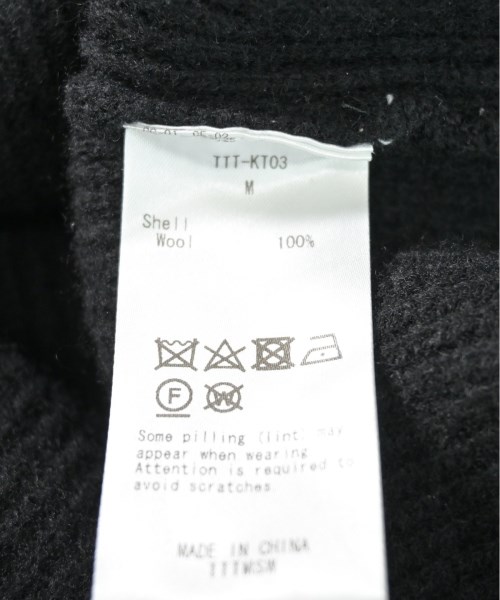 TTT-KT03
M
Shell
Wool 100%
F
W
Some pilling (lint) may
appear when wearing
Attention is required to
avoid scratches.
MADE IN CHINA
TTTMSW